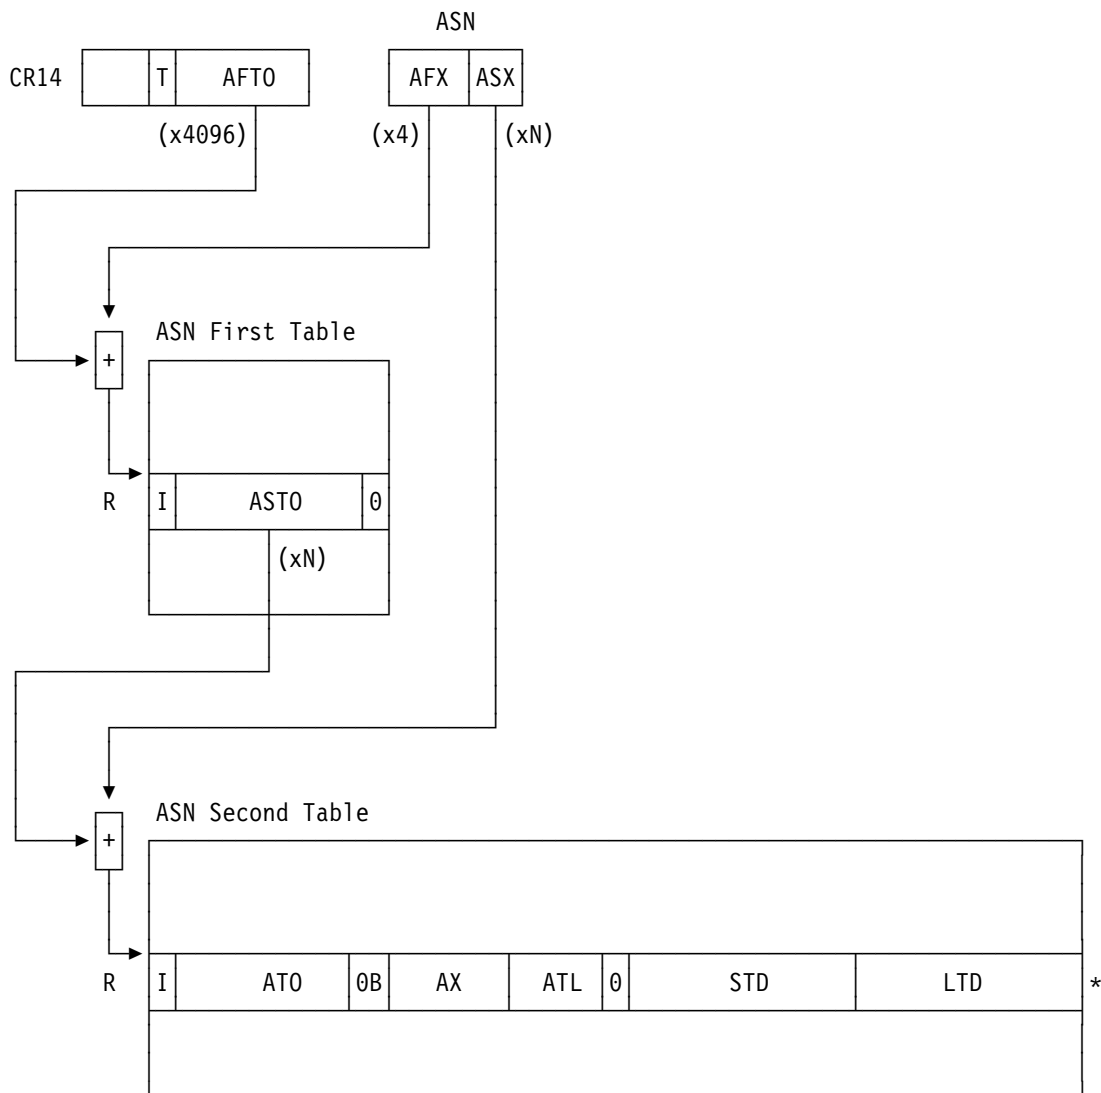 ASN
CR14 T AFTO AFX ASX
(x4096) (x4) (xN)
ASN First Table
+
R I ASTO 0
(xN)
ASN Second Table
+
R I ATO 0B AX ATL 0 STD LTD *